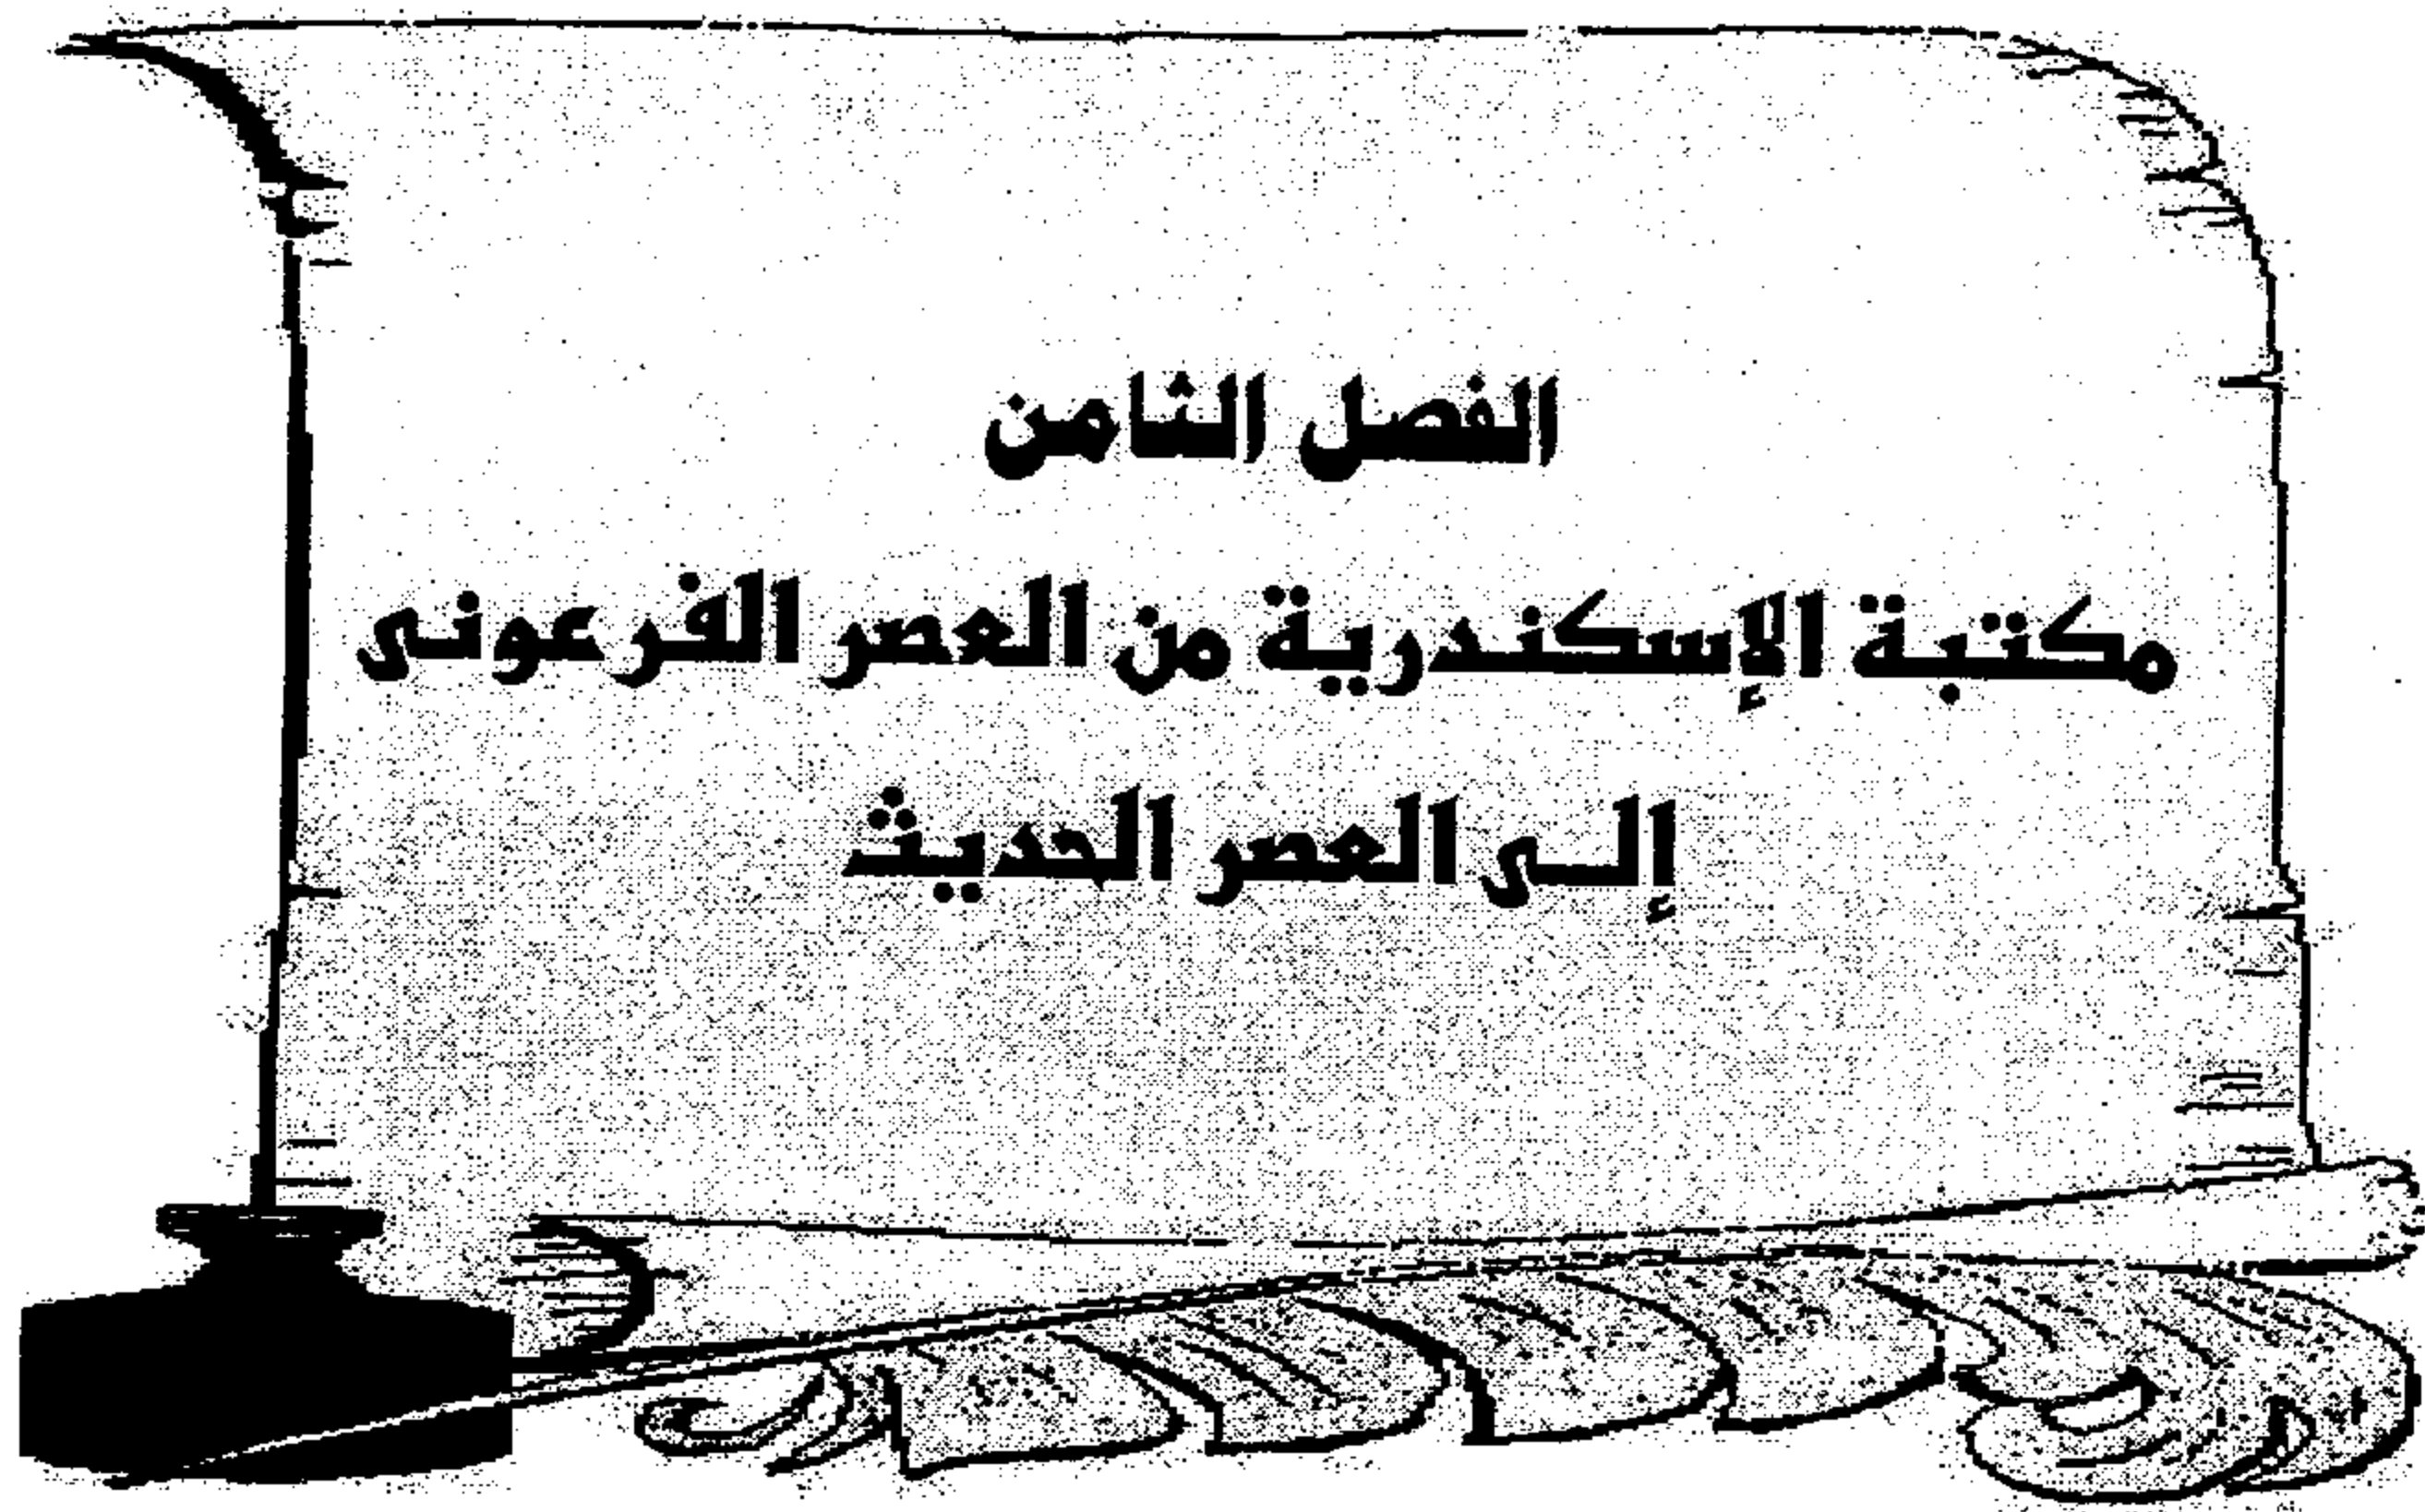 الفصل الثامن
مكتبة الإسكندرية من العصر الفرعونى
إلى العصر الحديث